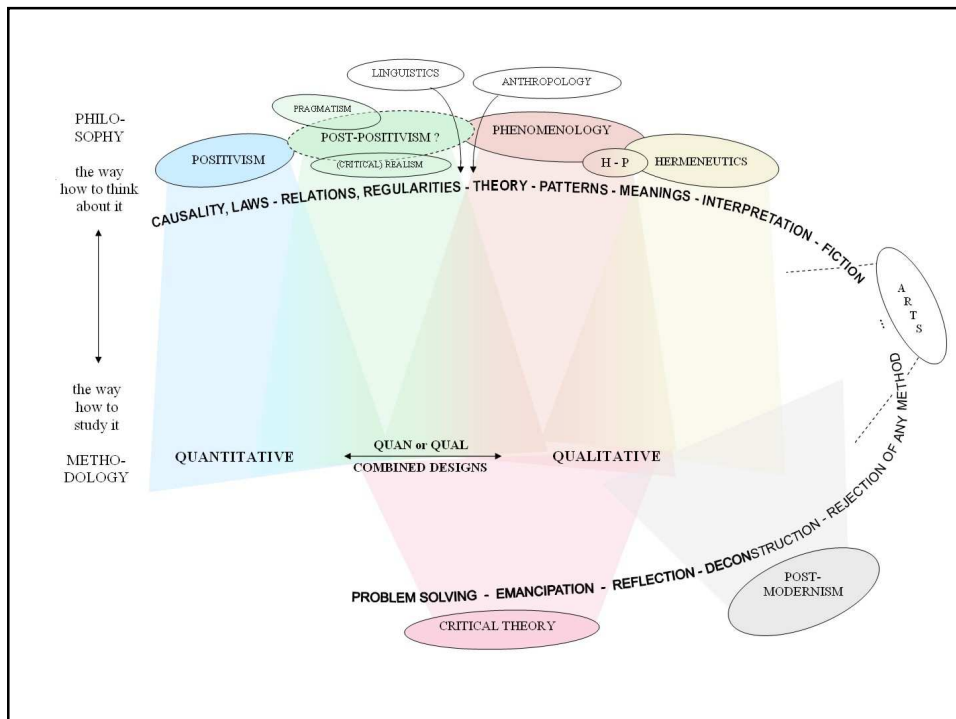 LINGUISTICS
ANTHROPOLOGY
PRAGMATISM
PHILO-
SOPHY
POST-POSITIVISM ?
PHENOMENOLOGY
POSITIVISM
(CRITICAL) REALISM
H - P
HERMENEUTICS
the way
how to think
about it
CAUSALITY, LAWS - RELATIONS, REGULARITIES - THEORY - PATTERNS - MEANINGS - INTERPRETATION - FICTION
A
R
T
S
...
the way
how to
study it
METHO-
DOLOGY
QUANTITATIVE
QUAN or QUAL
COMBINED DESIGNS
QUALITATIVE
PROBLEM SOLVING - EMANCIPATION - REFLECTION - DECONSTRUCTION - REJECTION OF ANY METHOD
POST-
MODERNISM
CRITICAL THEORY